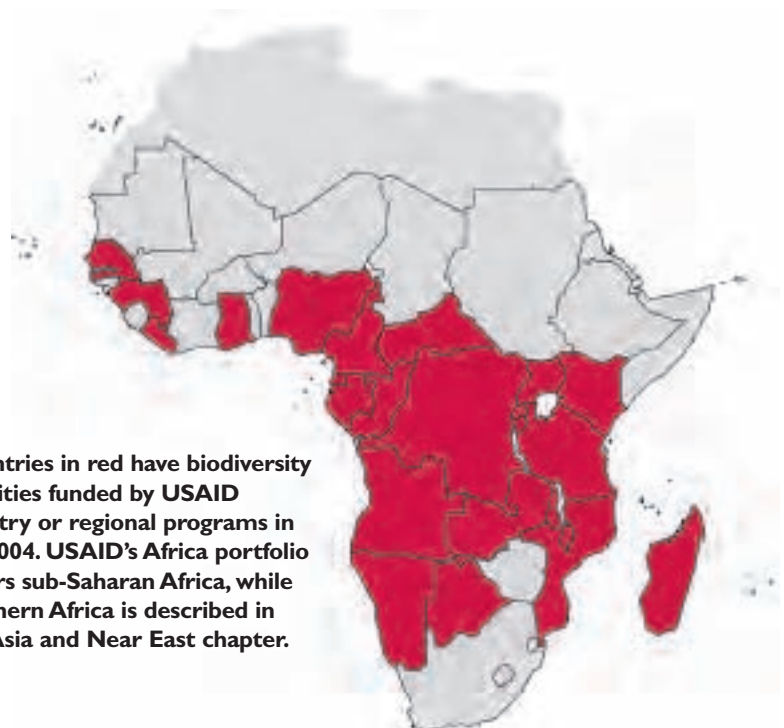 ntries in red have biodiversity
ities funded by USAID
try or regional programs in
004. USAID's Africa portfolio
rs sub-Saharan Africa, while
hern Africa is described in
Asia and Near East chapter.